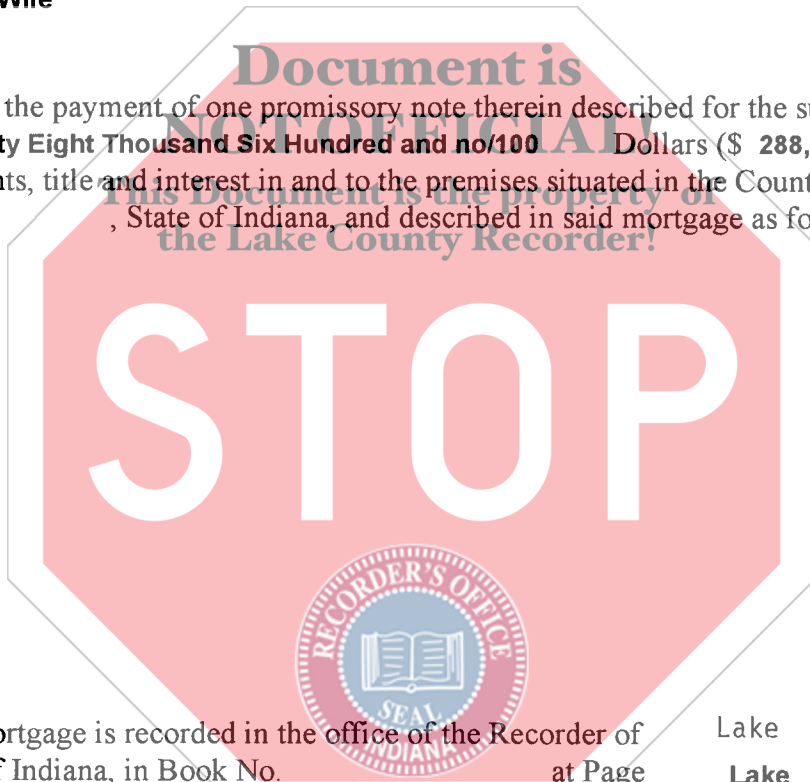 Wife
Document is
the payment of one promissory note therein described for the su
NOT OFFICIAL!
ty Eight Thousand Six Hundred and no/100 Dollars ($ 288,
nts, title and interest in and to the premises situated in the Count
This Document is the property of
, State of Indiana, and described in said mortgage as fo
the Lake County Recorder!
STOP
RECORDER'S OFFICE
SEAL
INDIANA
ortgage is recorded in the office of the Recorder of Lake
f Indiana, in Book No. at Page Lake